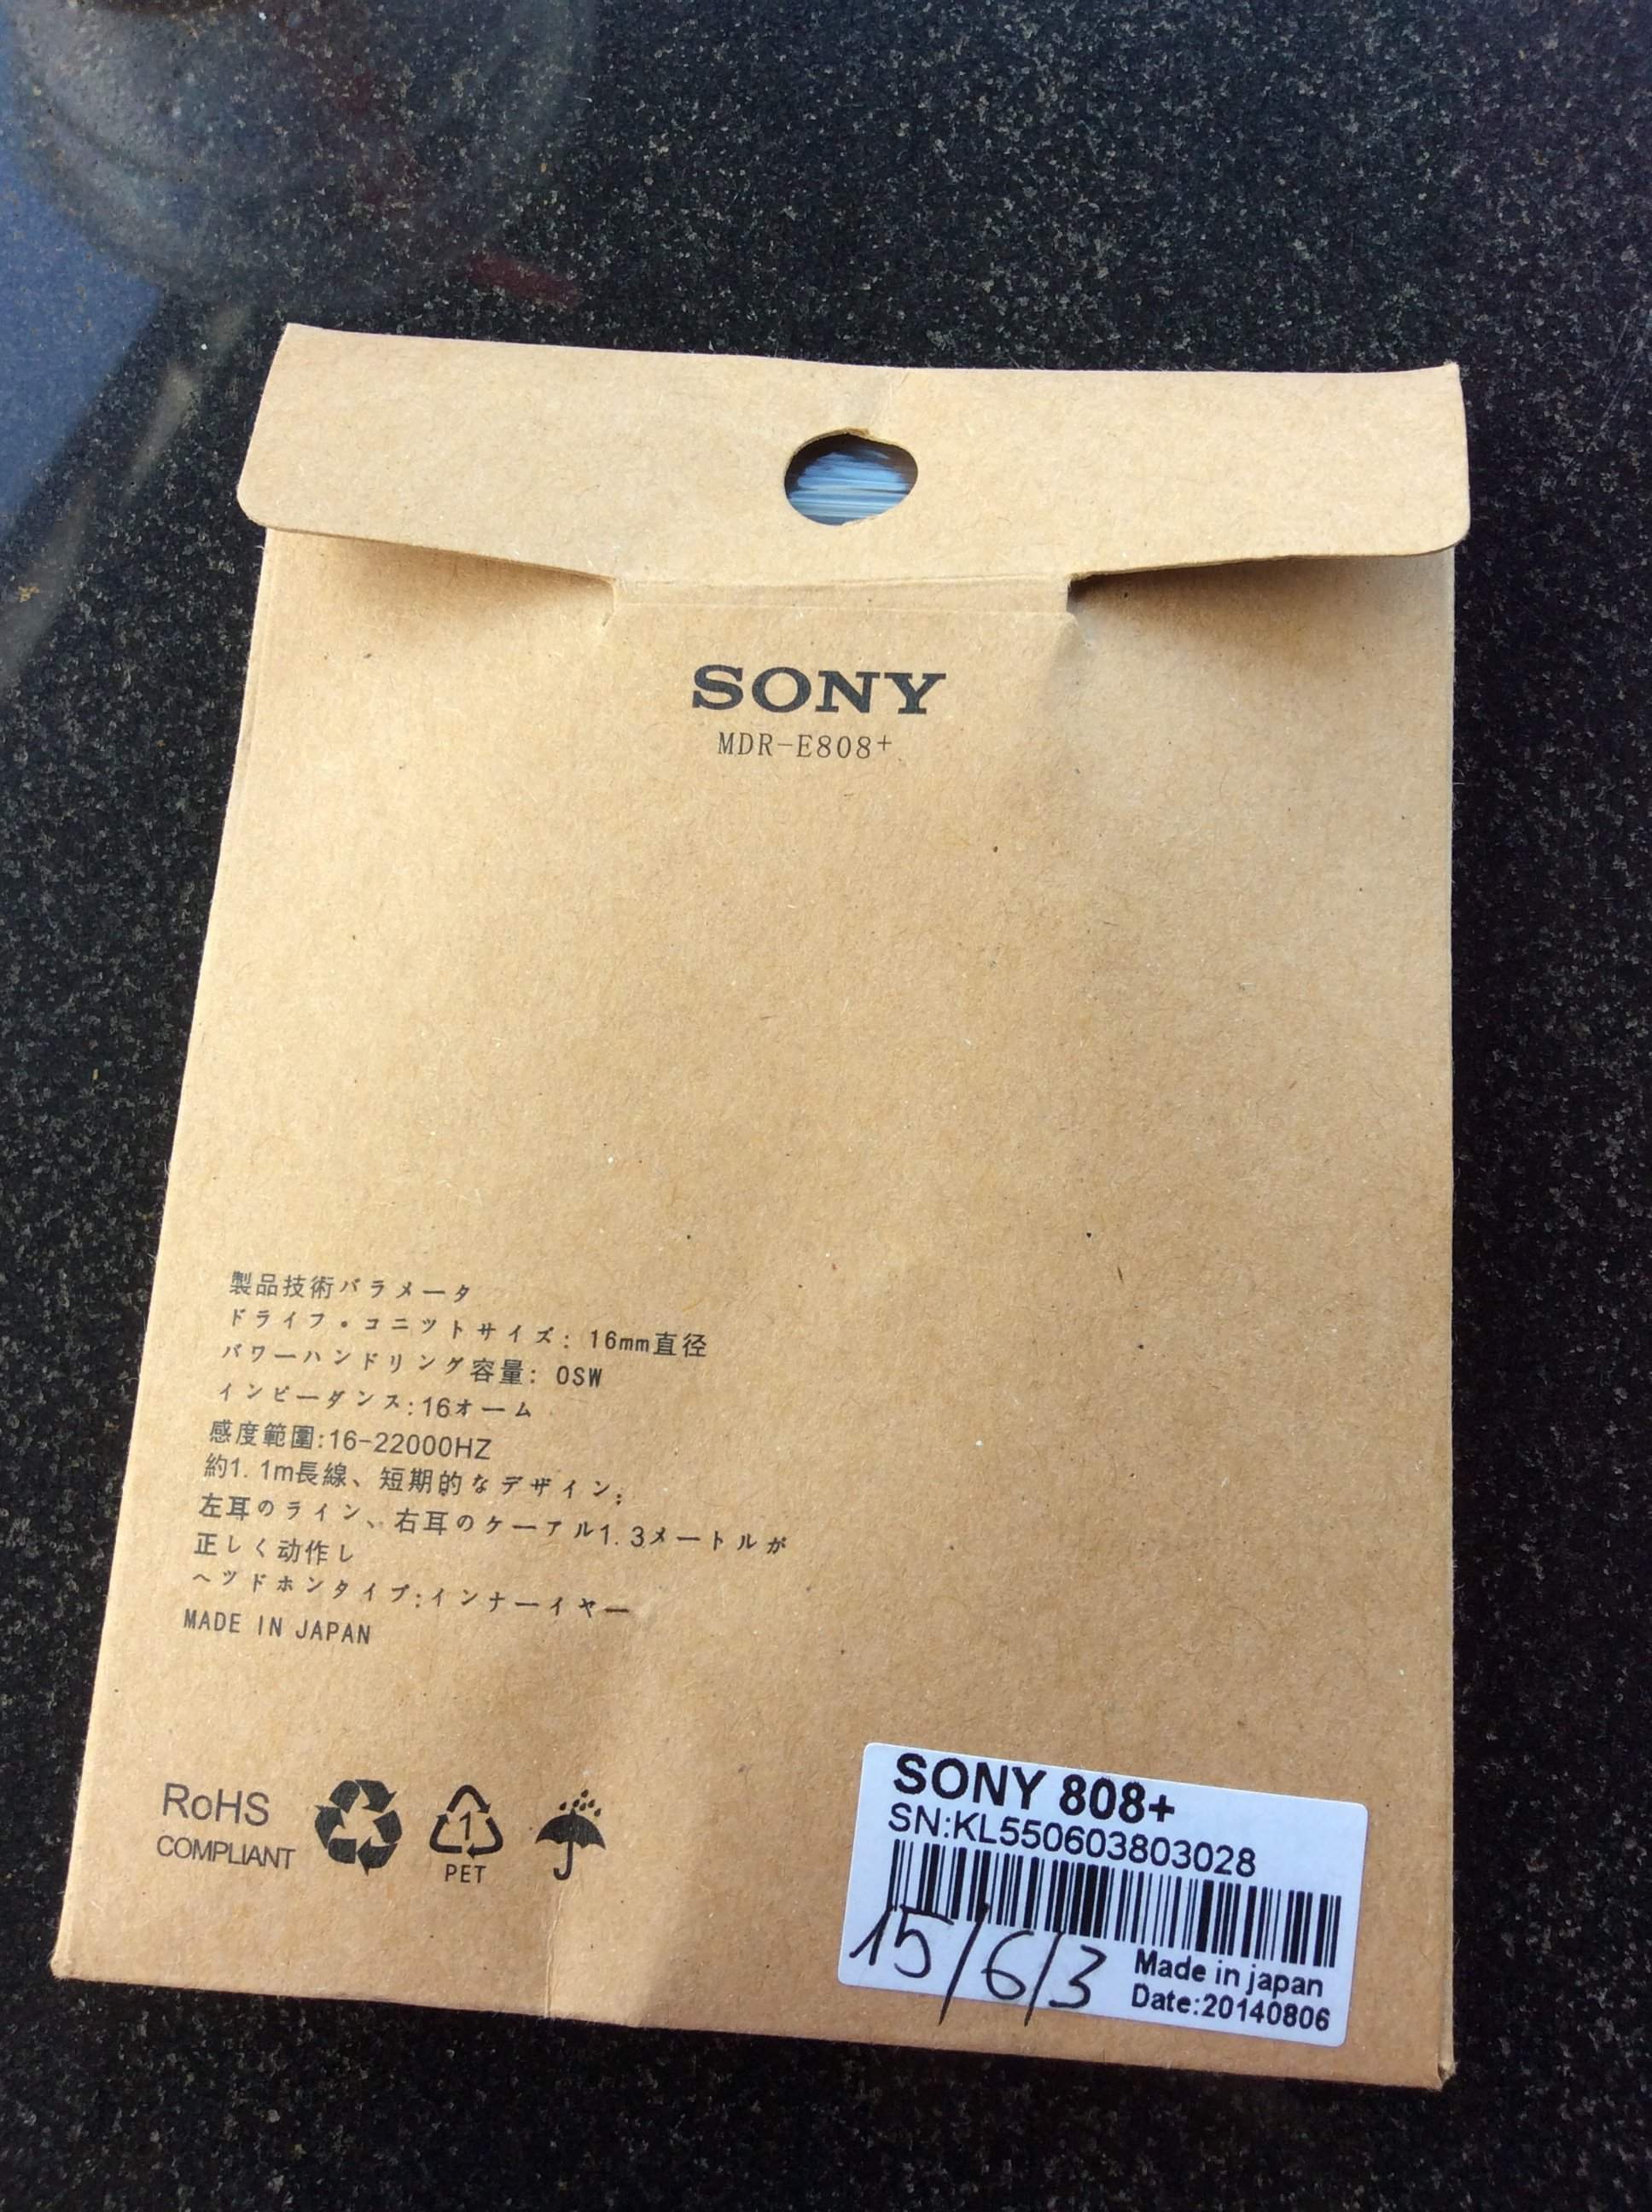 SONY
MDR-E808+
製品技術バラメータ
ドライフ・コニツトサイズ: 16mm直径
バワーハンドリング容量: OSW
インビーダンス:16オーム
感度範圍:16-22000HZ
約1.1m長線、短期的なデザイン;
左耳のライン、右耳のケーアル1.3メートルが
正しく动作し
ヘツドホンタイプ:インナーイヤー
MADE IN JAPAN
RoHS
COMPLIANT
1
PET
SONY 808+
SN:KL550603803028
15/6/3
Made in japan
Date:20140806